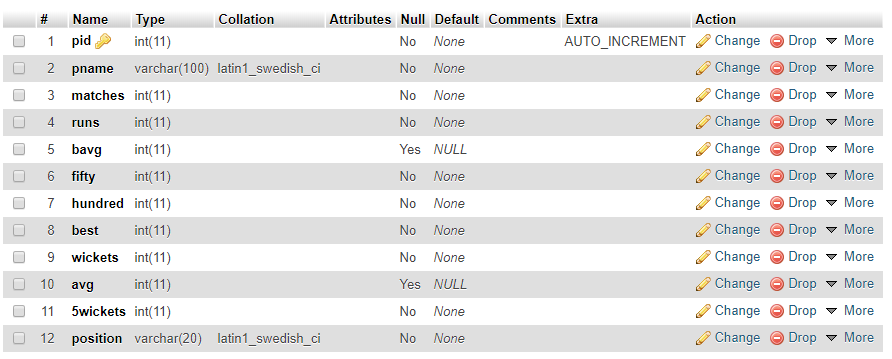 # Name Type Collation Attributes Null Default Comments Extra Action
1 pid int(11) No None AUTO_INCREMENT Change Drop More
2 pname varchar(100) latin1_swedish_ci No None Change Drop More
3 matches int(11) No None Change Drop More
4 runs int(11) No None Change Drop More
5 bavg int(11) Yes NULL Change Drop More
6 fifty int(11) No None Change Drop More
7 hundred int(11) No None Change Drop More
8 best int(11) No None Change Drop More
9 wickets int(11) No None Change Drop More
10 avg int(11) Yes NULL Change Drop More
11 5wickets int(11) No None Change Drop More
12 position varchar(20) latin1_swedish_ci No None Change Drop More